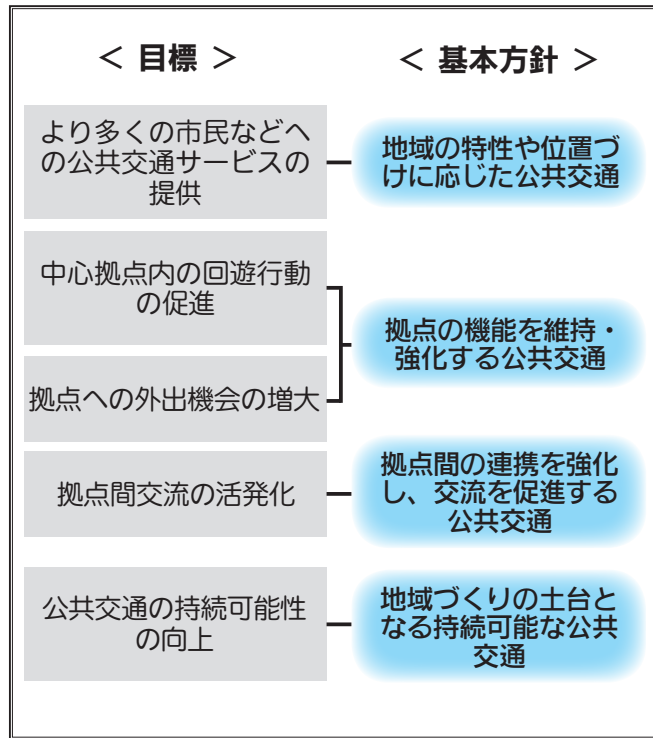 ＜ 目標 ＞
＜ 基本方針 ＞
より多くの市民などへ
の公共交通サービスの
提供
地域の特性や位置づ
けに応じた公共交通
中心拠点内の回遊行動
の促進
拠点への外出機会の増大
拠点の機能を維持・
強化する公共交通
拠点間交流の活発化
拠点間の連携を強化
し、交流を促進する
公共交通
公共交通の持続可能性
の向上
地域づくりの土台と
なる持続可能な公共
交通